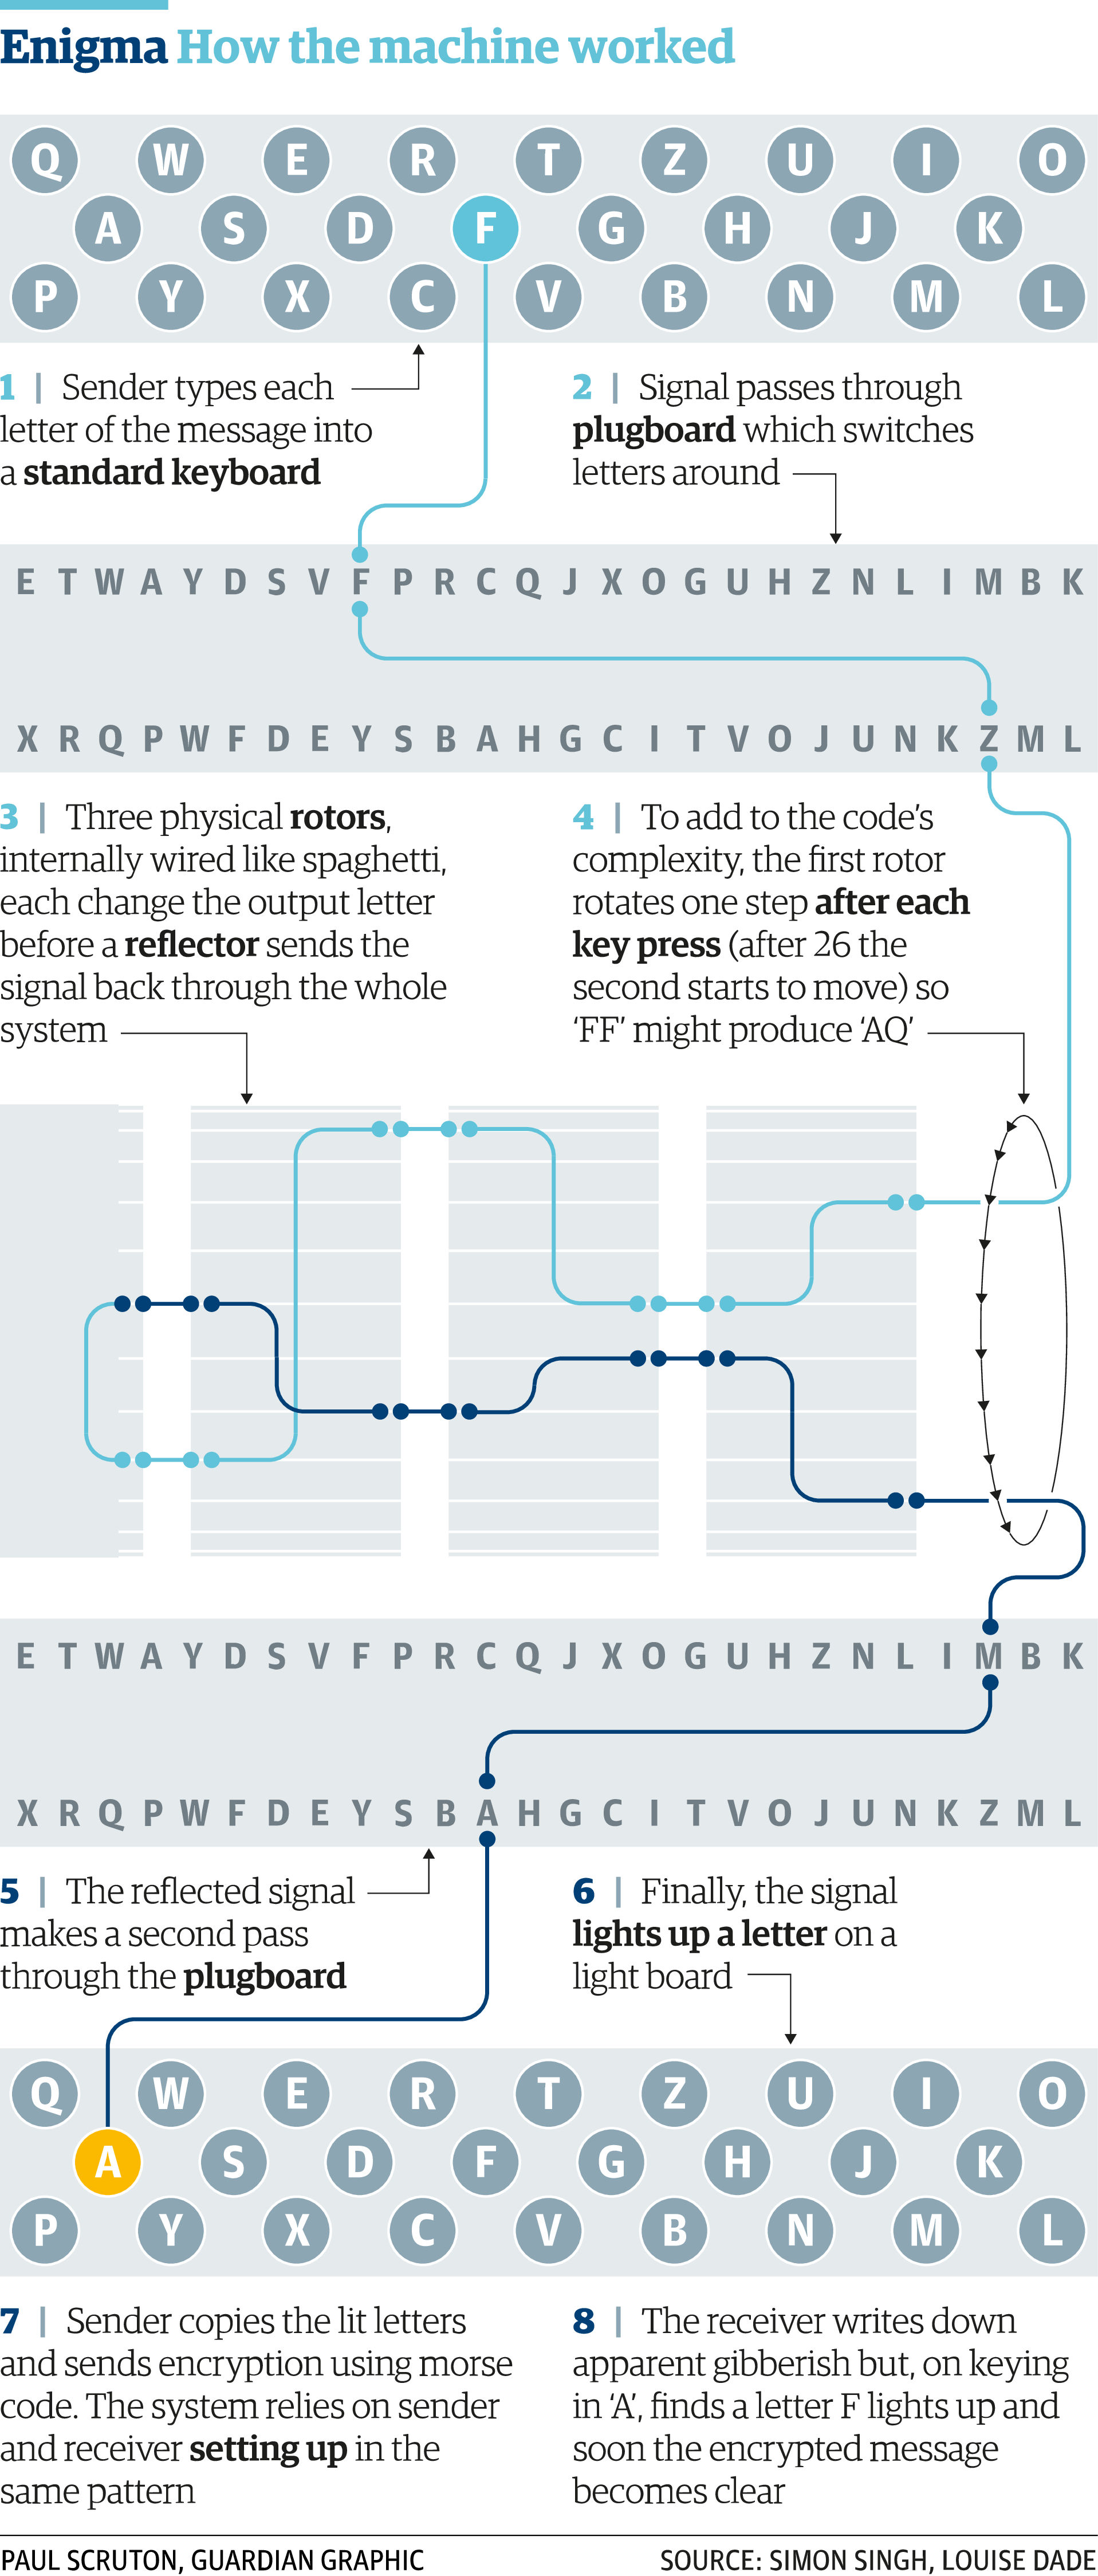 Enigma How the machine worked
Q W E R T Z U I O
A S D F G H J K
P Y X C V B N M L
1 | Sender types each
letter of the message into
a standard keyboard
2 | Signal passes through
plugboard which switches
letters around
E T W A Y D S V F P R C Q J X O G U H Z N L I M B K
X R Q P W F D E Y S B A H G C I T V O J U N K Z M L
3 | Three physical rotors,
internally wired like spaghetti,
each change the output letter
before a reflector sends the
signal back through the whole
system
4 | To add to the code’s
complexity, the first rotor
rotates one step after each
key press (after 26 the
second starts to move) so
‘FF’ might produce ‘AQ’
E T W A Y D S V F P R C Q J X O G U H Z N L I M B K
X R Q P W F D E Y S B A H G C I T V O J U N K Z M L
5 | The reflected signal
makes a second pass
through the plugboard
6 | Finally, the signal
lights up a letter on a
light board
Q W E R T Z U I O
A S D F G H J K
P Y X C V B N M L
7 | Sender copies the lit letters
and sends encryption using morse
code. The system relies on sender
and receiver setting up in the
same pattern
8 | The receiver writes down
apparent gibberish but, on keying
in ‘A’, finds a letter F lights up and
soon the encrypted message
becomes clear
PAUL SCRUTON, GUARDIAN GRAPHIC
SOURCE: SIMON SINGH, LOUISE DADE